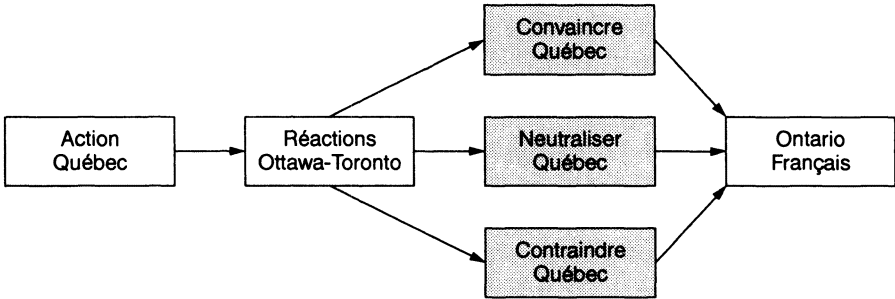 Action
Québec
Réactions
Ottawa-Toronto
Convaincre
Québec
Neutraliser
Québec
Contraindre
Québec
Ontario
Français